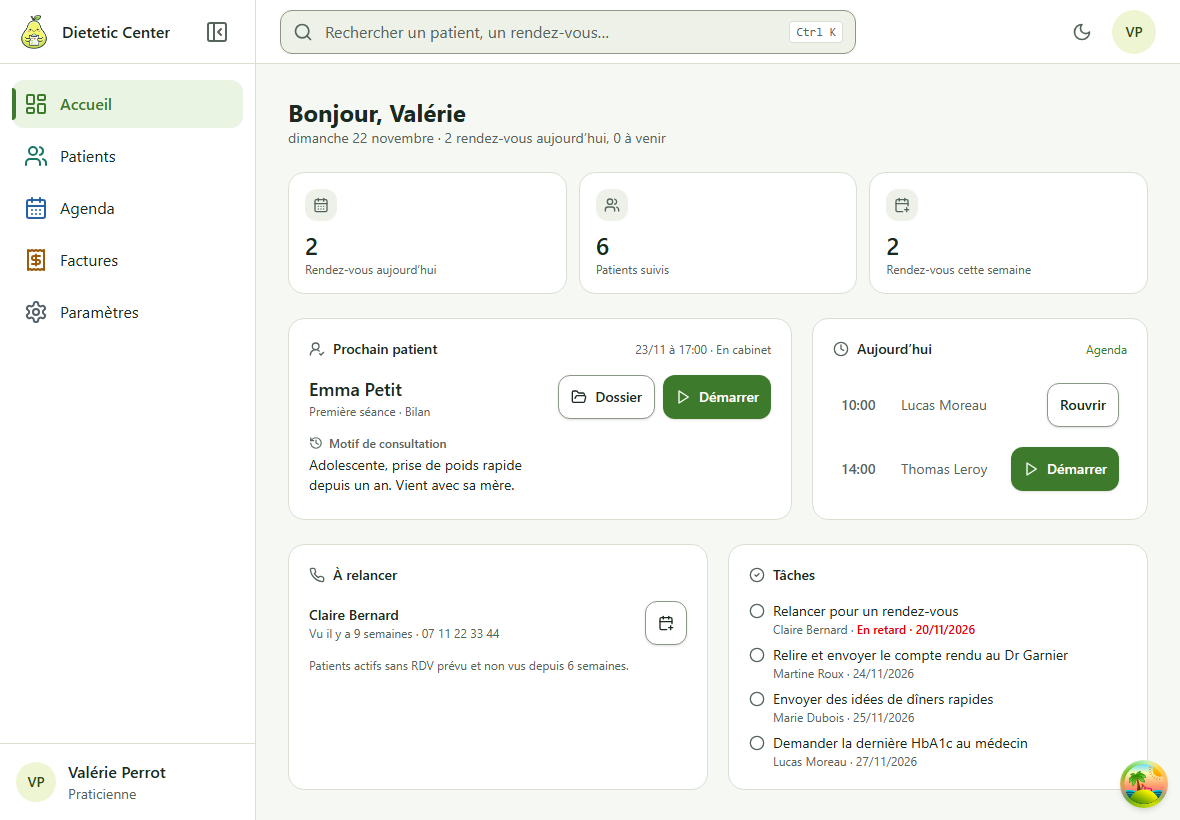 Dietetic Center
Rechercher un patient, un rendez-vous...
Ctrl K
VP
Accueil
Patients
Agenda
Factures
Paramètres
Bonjour, Valérie
dimanche 22 novembre · 2 rendez-vous aujourd’hui, 0 à venir
2
Rendez-vous aujourd’hui
6
Patients suivis
2
Rendez-vous cette semaine
Prochain patient
23/11 à 17:00 · En cabinet
Emma Petit
Première séance · Bilan
Dossier
Démarrer
Motif de consultation
Adolescente, prise de poids rapide
depuis un an. Vient avec sa mère.
Aujourd’hui
Agenda
10:00 Lucas Moreau Rouvrir
14:00 Thomas Leroy Démarrer
À relancer
Claire Bernard
Vu il y a 9 semaines · 07 11 22 33 44
Patients actifs sans RDV prévu et non vus depuis 6 semaines.
Tâches
Relancer pour un rendez-vous
Claire Bernard · En retard · 20/11/2026
Relire et envoyer le compte rendu au Dr Garnier
Martine Roux · 24/11/2026
Envoyer des idées de dîners rapides
Marie Dubois · 25/11/2026
Demander la dernière HbA1c au médecin
Lucas Moreau · 27/11/2026
VP
Valérie Perrot
Praticienne